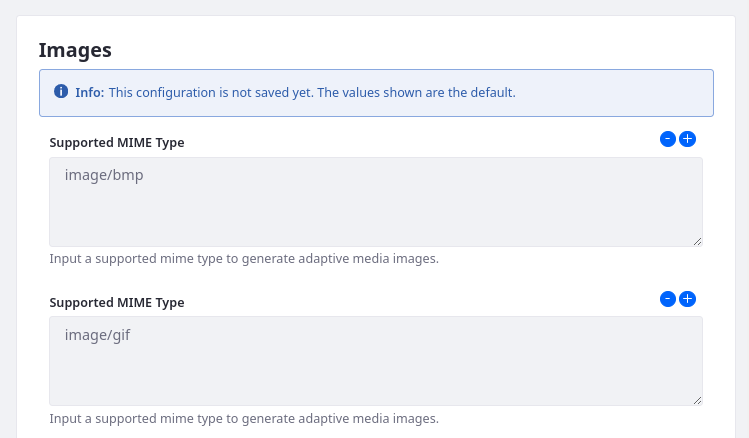 Images
Info: This configuration is not saved yet. The values shown are the default.
Supported MIME Type
image/bmp
Input a supported mime type to generate adaptive media images.
Supported MIME Type
image/gif
Input a supported mime type to generate adaptive media images.